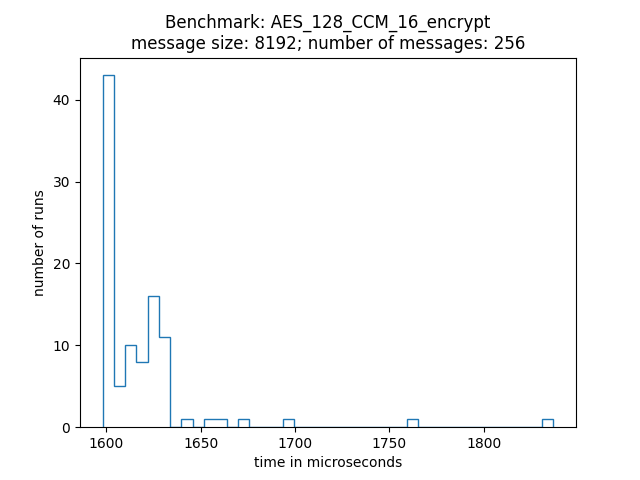 Benchmark: AES_128_CCM_16_encrypt
message size: 8192; number of messages: 256
40
30
20
10
0
number of runs
1600 1650 1700 1750 1800
time in microseconds